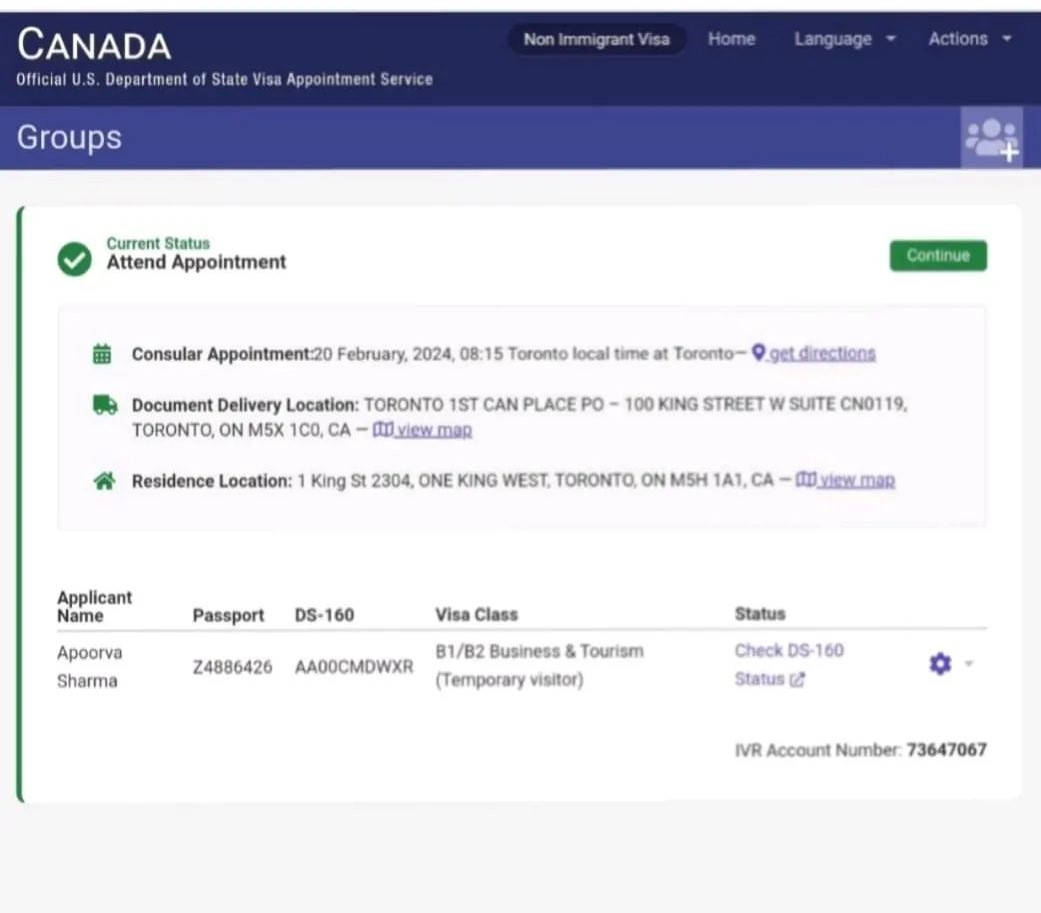 CANADA
Official U.S. Department of State Visa Appointment Service
Non Immigrant Visa
Home
Language
Actions
Groups
Current Status
Attend Appointment
Continue
Consular Appointment:20 February, 2024, 08:15 Toronto local time at Toronto— get directions
Document Delivery Location: TORONTO 1ST CAN PLACE PO – 100 KING STREET W SUITE CN0119,
TORONTO, ON M5X 1C0, CA — view map
Residence Location: 1 King St 2304, ONE KING WEST, TORONTO, ON M5H 1A1, CA — view map
Applicant
Name
Passport
DS-160
Visa Class
Status
Apoorva
Sharma
Z4886426
AA00CMDWXR
B1/B2 Business & Tourism
(Temporary visitor)
Check DS-160
Status
IVR Account Number: 73647067